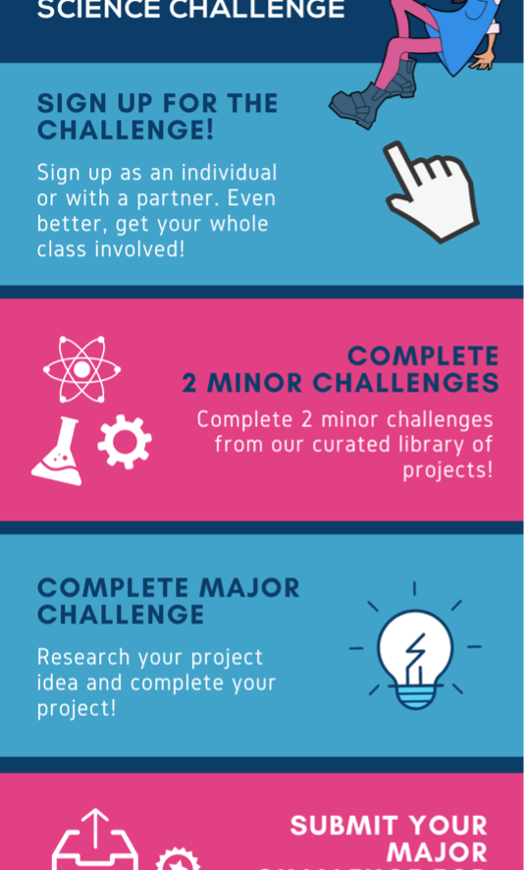 SCIENCE CHALLENGE
SIGN UP FOR THE
CHALLENGE!
Sign up as an individual
or with a partner. Even
better, get your whole
class involved!
COMPLETE
2 MINOR CHALLENGES
Complete 2 minor challenges
from our curated library of
projects!
COMPLETE MAJOR
CHALLENGE
Research your project
idea and complete your
project!
SUBMIT YOUR
MAJOR
CHALLENGE FOR